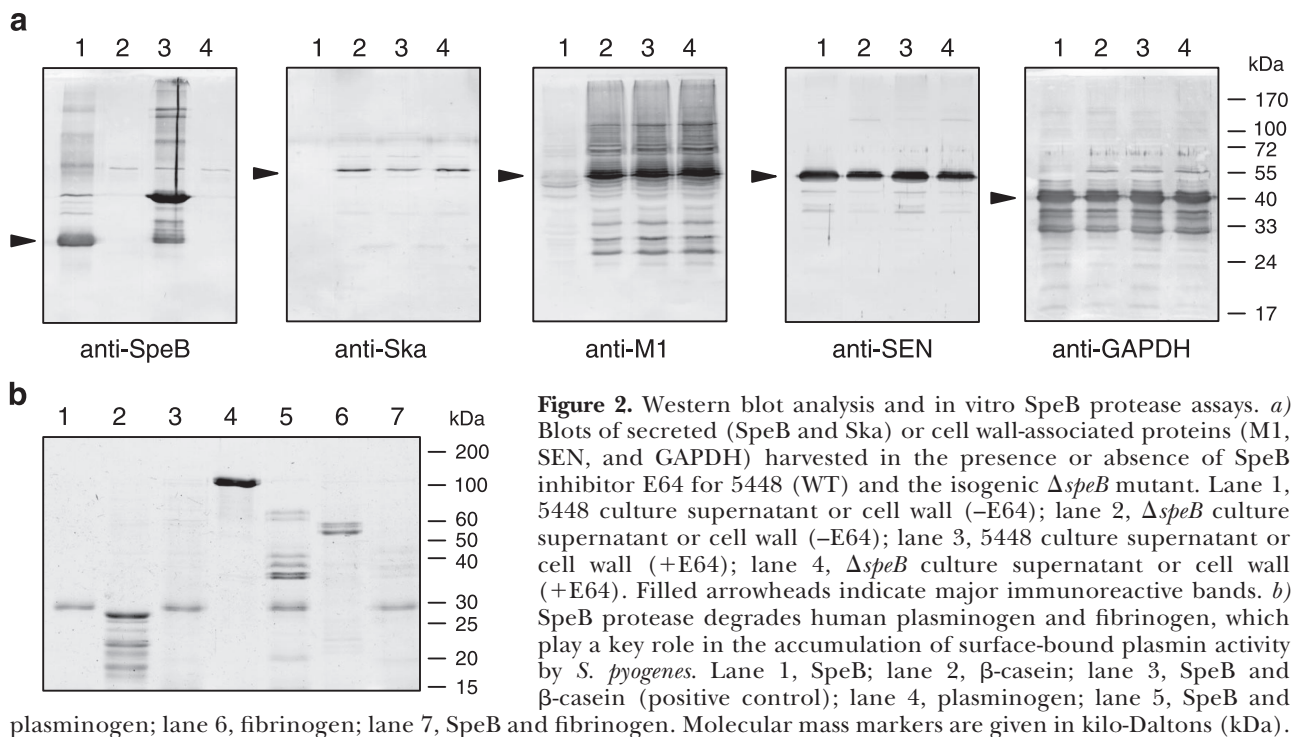 a
1 2 3 4
1 2 3 4
1 2 3 4
1 2 3 4
1 2 3 4
kDa
170
100
72
55
40
33
24
17
anti-SpeB
anti-Ska
anti-M1
anti-SEN
anti-GAPDH
b
1 2 3 4 5 6 7
kDa
200
100
60
50
40
30
25
20
15
Figure 2. Western blot analysis and in vitro SpeB protease assays. a)
Blots of secreted (SpeB and Ska) or cell wall-associated proteins (M1,
SEN, and GAPDH) harvested in the presence or absence of SpeB
inhibitor E64 for 5448 (WT) and the isogenic ΔspeB mutant. Lane 1,
5448 culture supernatant or cell wall (–E64); lane 2, ΔspeB culture
supernatant or cell wall (–E64); lane 3, 5448 culture supernatant or
cell wall (+E64); lane 4, ΔspeB culture supernatant or cell wall
(+E64). Filled arrowheads indicate major immunoreactive bands. b)
SpeB protease degrades human plasminogen and fibrinogen, which
play a key role in the accumulation of surface-bound plasmin activity
by S. pyogenes. Lane 1, SpeB; lane 2, β-casein; lane 3, SpeB and
β-casein (positive control); lane 4, plasminogen; lane 5, SpeB and
plasminogen; lane 6, fibrinogen; lane 7, SpeB and fibrinogen. Molecular mass markers are given in kilo-Daltons (kDa).